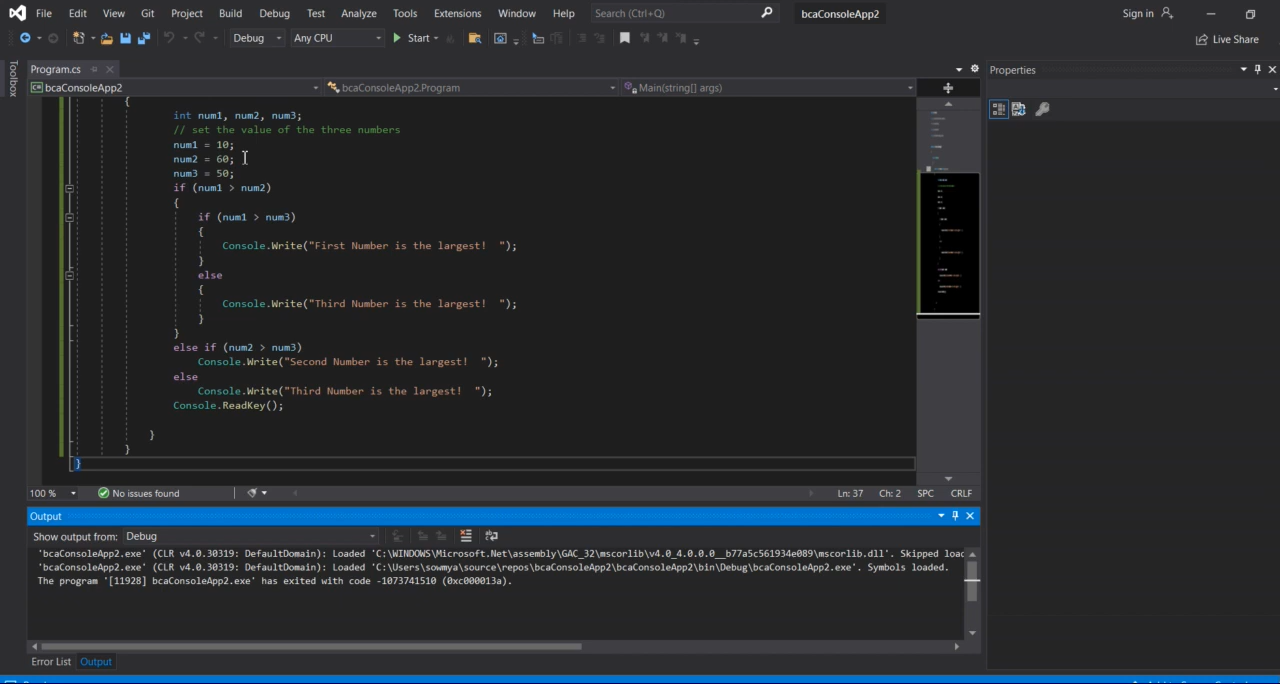 File Edit View Git Project Build Debug Test Analyze Tools Extensions Window Help Search (Ctrl+Q) bcaConsoleApp2 Sign in
Debug Any CPU Start Live Share
Toolbox
Program.cs
Properties
bcaConsoleApp2 bcaConsoleApp2.Program Main(string[] args)
{
int num1, num2, num3;
// set the value of the three numbers
num1 = 10;
num2 = 60;
num3 = 50;
if (num1 > num2)
{
if (num1 > num3)
{
Console.Write("First Number is the largest!  ");
}
else
{
Console.Write("Third Number is the largest!  ");
}
}
else if (num2 > num3)
Console.Write("Second Number is the largest!  ");
else
Console.Write("Third Number is the largest!  ");
Console.ReadKey();
}
}
}
100 % No issues found Ln: 37 Ch: 2 SPC CRLF
Output
Show output from: Debug
'bcaConsoleApp2.exe' (CLR v4.0.30319: DefaultDomain): Loaded 'C:\WINDOWS\Microsoft.Net\assembly\GAC_32\mscorlib\v4.0_4.0.0.0__b77a5c561934e089\mscorlib.dll'. Skipped loac
'bcaConsoleApp2.exe' (CLR v4.0.30319: DefaultDomain): Loaded 'C:\Users\sowmya\source\repos\bcaConsoleApp2\bcaConsoleApp2\bin\Debug\bcaConsoleApp2.exe'. Symbols loaded.
The program '[11928] bcaConsoleApp2.exe' has exited with code -1073741510 (0xc000013a).
Error List Output